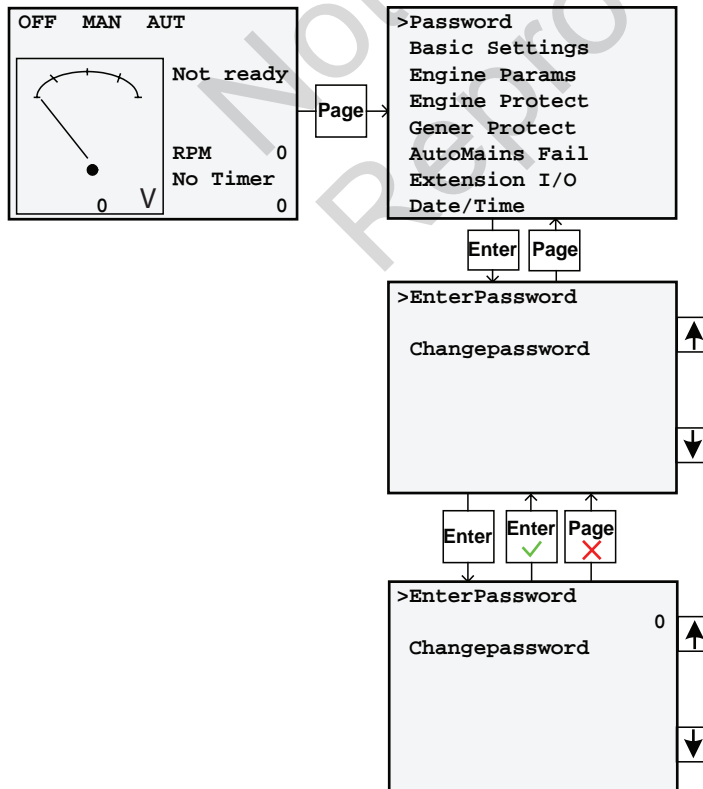 OFF MAN AUT
Not ready
RPM 0
No Timer
0 V 0
Page
>Password
Basic Settings
Engine Params
Engine Protect
Gener Protect
AutoMains Fail
Extension I/O
Date/Time
Enter Page
>EnterPassword
Changepassword
Enter Enter Page
>EnterPassword
0
Changepassword